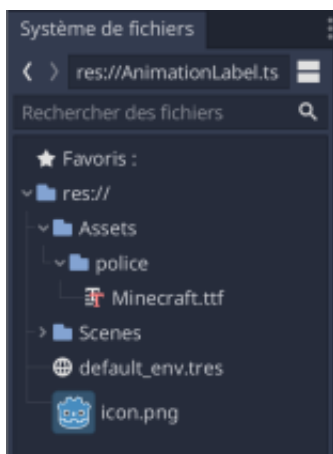 Système de fichiers
res://AnimationLabel.ts
Rechercher des fichiers
Favoris :
res://
Assets
police
Minecraft.ttf
Scenes
default_env.tres
icon.png